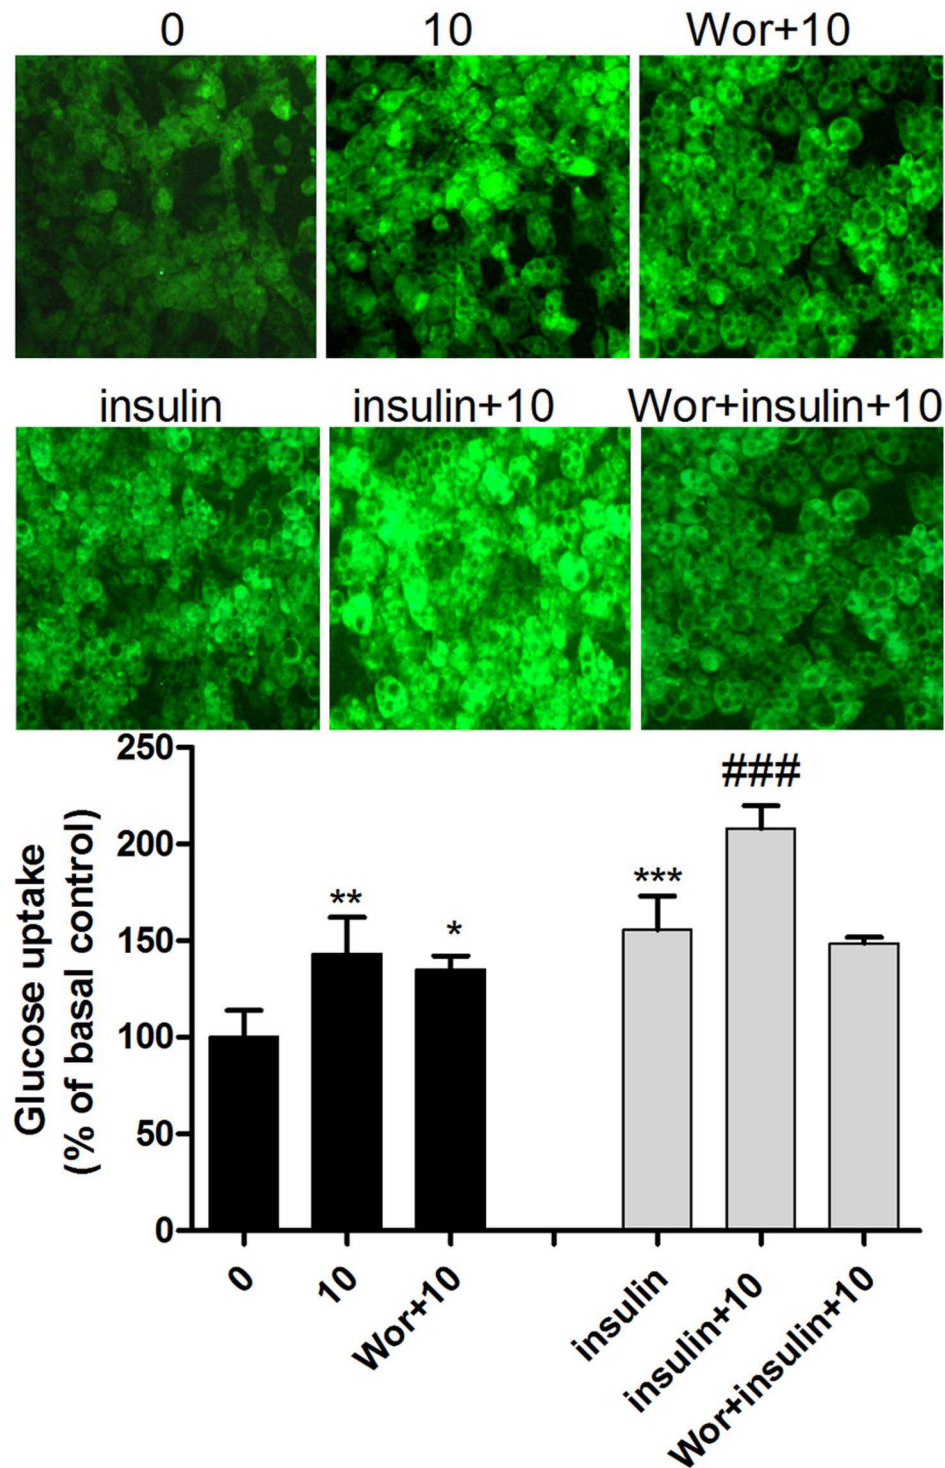 0 10 Wor+10
insulin insulin+10 Wor+insulin+10
Glucose uptake
(% of basal control)
250
200
150
100
50
0
** * *** ###
0 10 Wor+10 insulin insulin+10 Wor+insulin+10